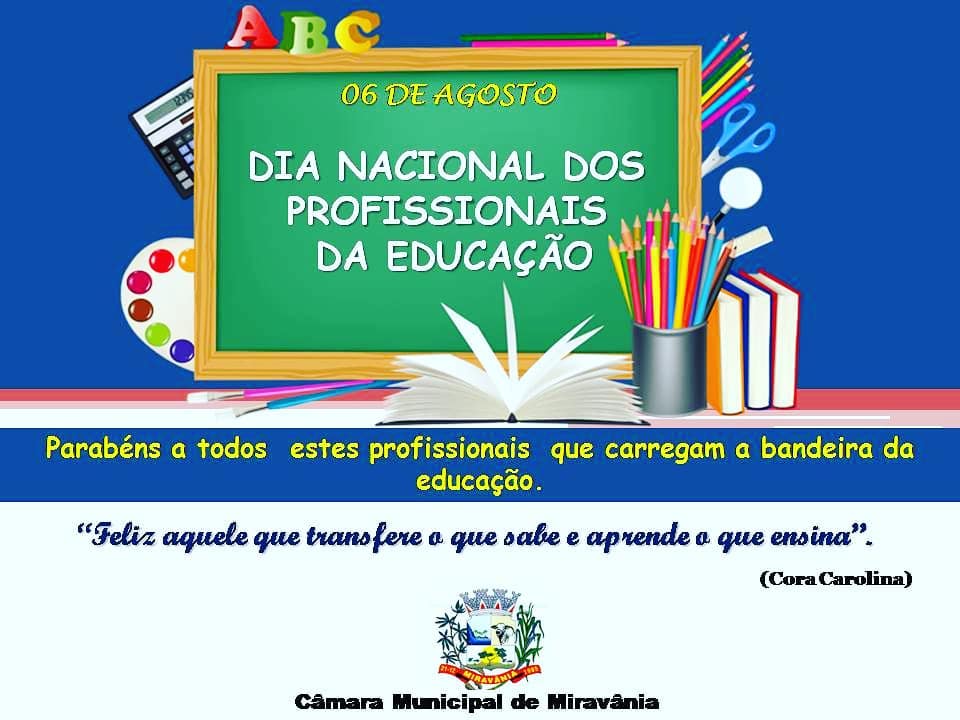 ABC
06 DE AGOSTO
DIA NACIONAL DOS
PROFISSIONAIS
DA EDUCAÇÃO
Parabéns a todos estes profissionais que carregam a bandeira da
educação.
“Feliz aquele que transfere o que sabe e aprende o que ensina”.
(Cora Carolina)
MIRAVÂNIA
Câmara Municipal de Miravânia